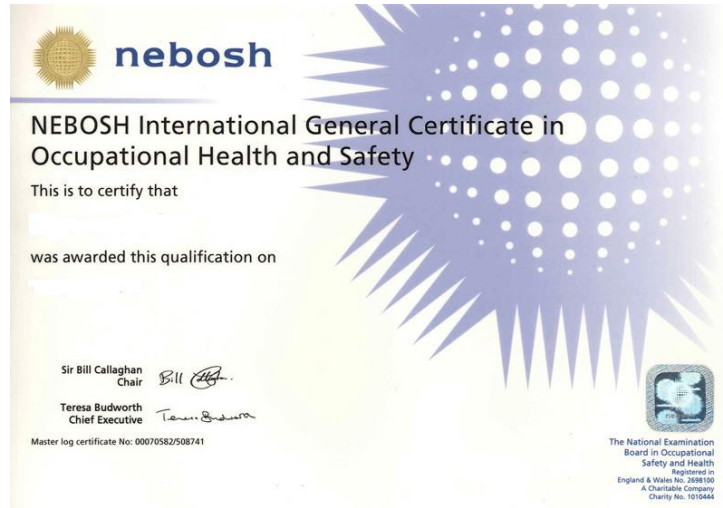 nebosh
NEBOSH International General Certificate in
Occupational Health and Safety
This is to certify that
was awarded this qualification on
Sir Bill Callaghan
Chair
Teresa Budworth
Chief Executive
Master log certificate No: 00070582/508741
The National Examination
Board in Occupational
Safety and Health
Registered in
England & Wales No. 2698100
A Charitable Company
Charity No. 1010444